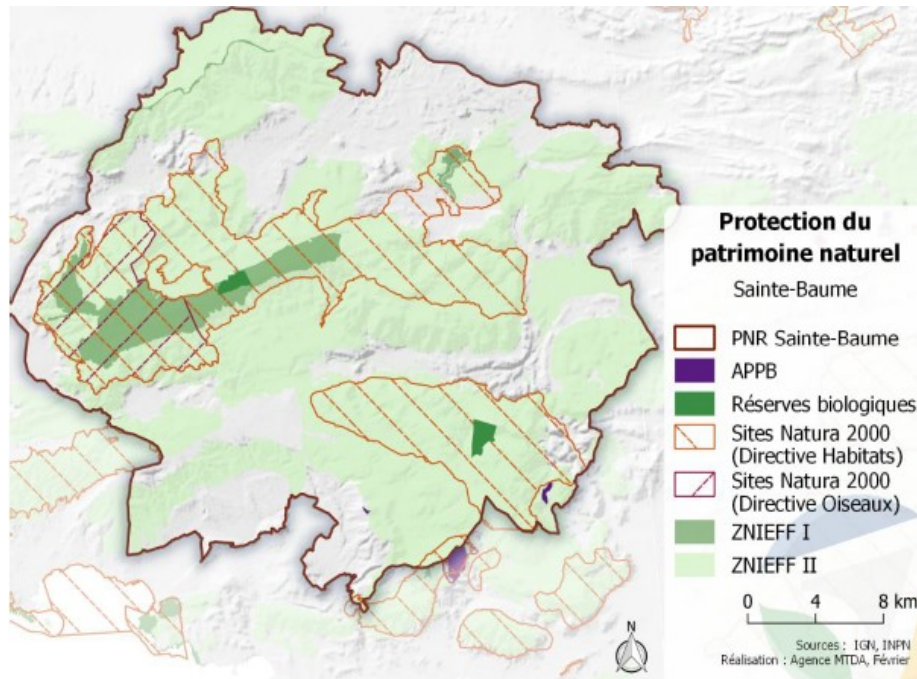 Protection du
patrimoine naturel
Sainte-Baume
PNR Sainte-Baume
APPB
Réserves biologiques
Sites Natura 2000
(Directive Habitats)
Sites Natura 2000
(Directive Oiseaux)
ZNIEFF I
ZNIEFF II
0 4 8 km
N
Sources : IGN, INPN
Réalisation : Agence MTDA, Février